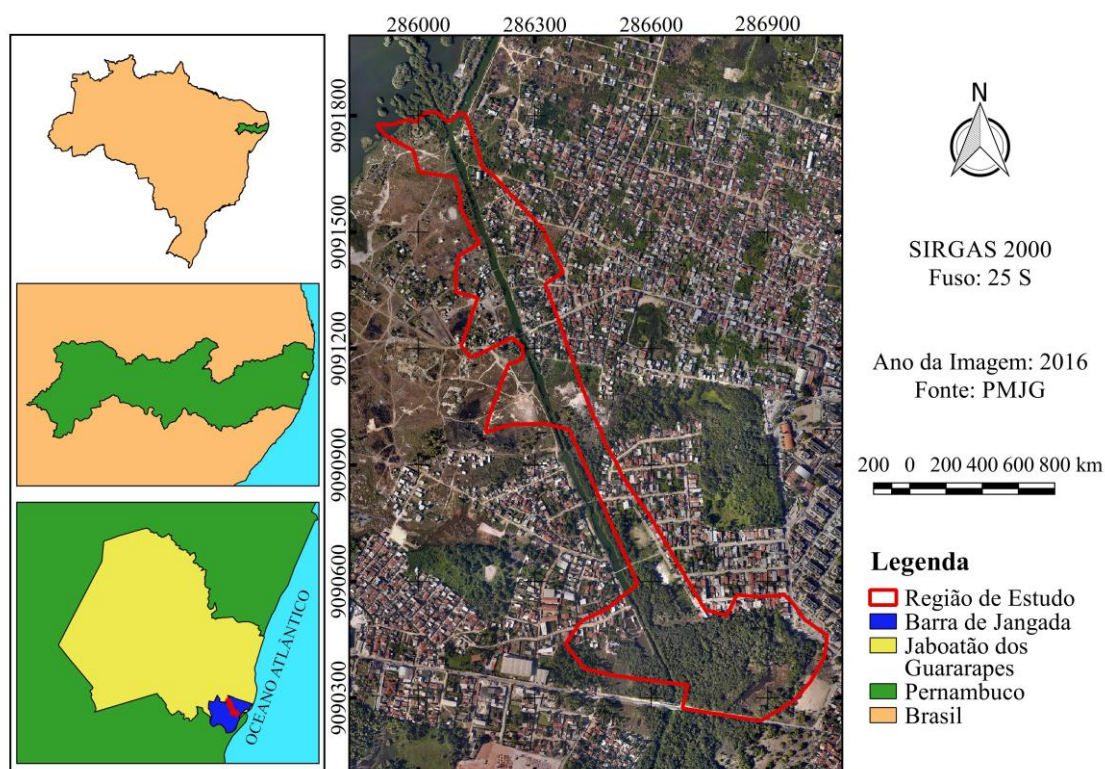 286000 286300 286600 286900
9091800
9091500
9091200
9090900
9090600
9090300
OCEANO ATLÂNTICO
N
SIRGAS 2000
Fuso: 25 S
Ano da Imagem: 2016
Fonte: PMJG
200 0 200 400 600 800 km
Legenda
Região de Estudo
Barra de Jangada
Jaboatão dos
Guararapes
Pernambuco
Brasil